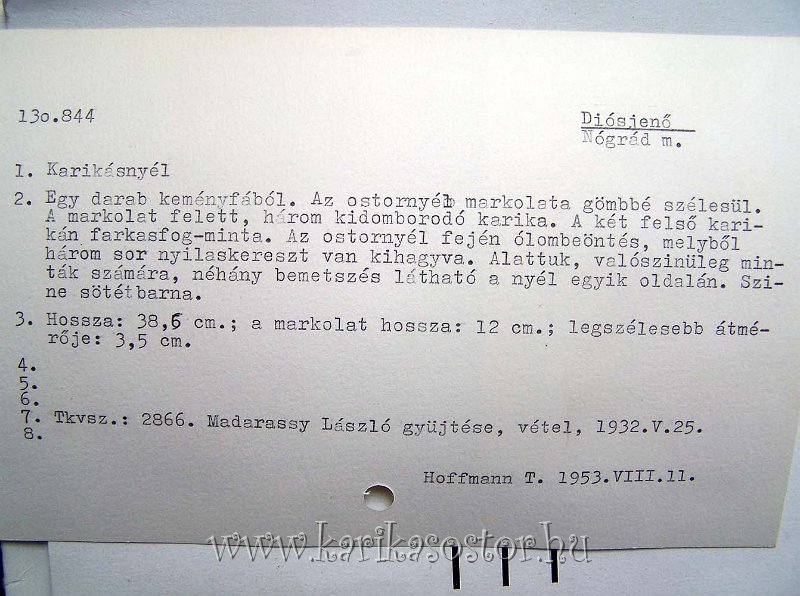 13o.844
Diósjenő
Nógrád m.
1. Karikásnyél
2. Egy darab keményfából. Az ostornyél markolata gömbbé szélesül.
A markolat felett, három kidomborodó karika. A két felső kari-
kán farkasfog-minta. Az ostornyél fején ólombeöntés, melyből
három sor nyilaskereszt van kihagyva. Alattuk, valószinüleg min-
ták számára, néhány bemetszés látható a nyél egyik oldalán. Szi-
ne sötétbarna.
3. Hossza: 38,6 cm.; a markolat hossza: 12 cm.; legszélesebb átmé-
rője: 3,5 cm.
4.
5.
6.
7. Tkvsz.: 2866. Madarassy László gyüjtése, vétel, 1932.V.25.
8.
Hoffmann T. 1953.VIII.11.
www.karikasostor.hu